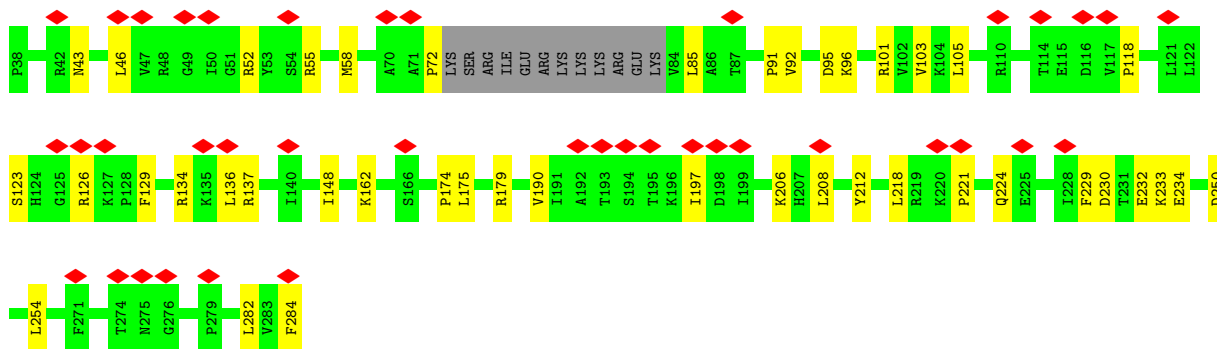 P38 R42 N43 L46 V47 R48 G49 I50 G51 R52 Y53 S54 R55 M58 A70 A71 P72 LYS SER ARG ILE GLU ARG LYS LYS LYS ARG GLU LYS V84 L85 A86 T87 P91 V92 D95 K96 R101 V102 V103 K104 L105 R110 T114 E115 D116 V117 P118 L121 L122
S123 H124 G125 R126 K127 P128 F129 R134 K135 L136 R137 I140 I148 K162 S166 P174 L175 R179 V190 I191 A192 T193 S194 T195 K196 I197 D198 I199 K206 H207 L208 Y212 L218 R219 K220 P221 Q224 E225 I228 F229 D230 T231 E232 K233 E234 D250
L254 F271 T274 N275 G276 P279 L282 V283 F284